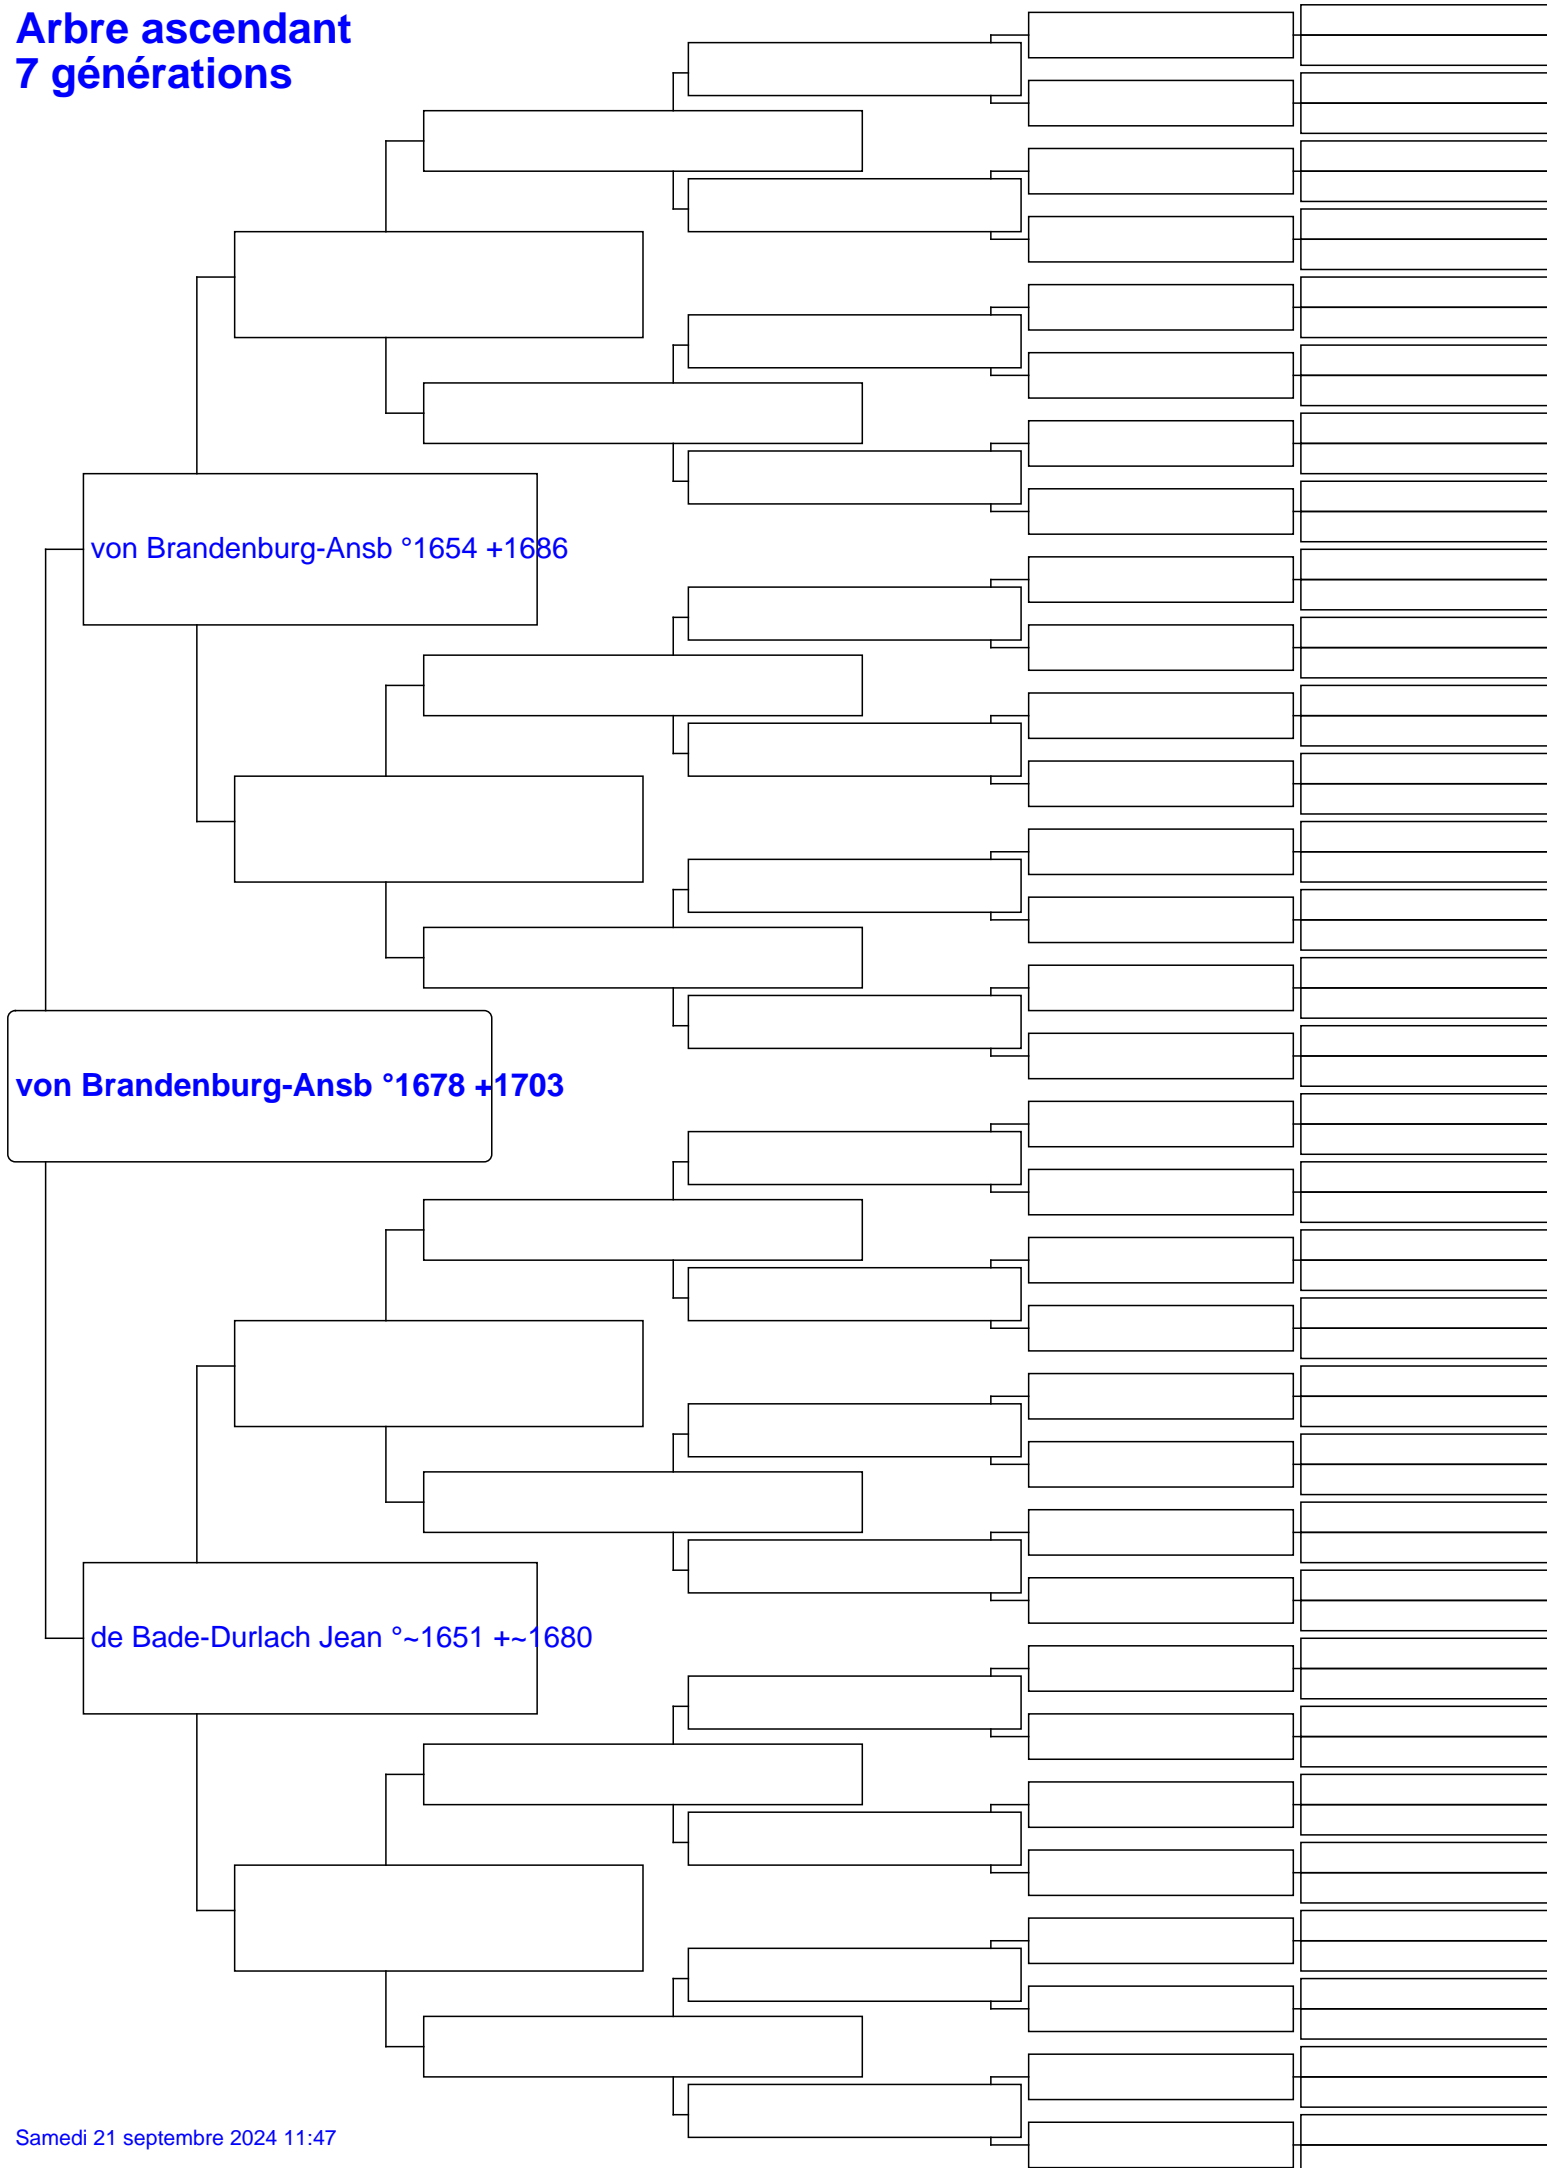 Arbre ascendant
7 générations
von Brandenburg-Ansb °1654 +1686
von Brandenburg-Ansb °1678 +1703
de Bade-Durlach Jean °~1651 +~1680
Samedi 21 septembre 2024 11:47